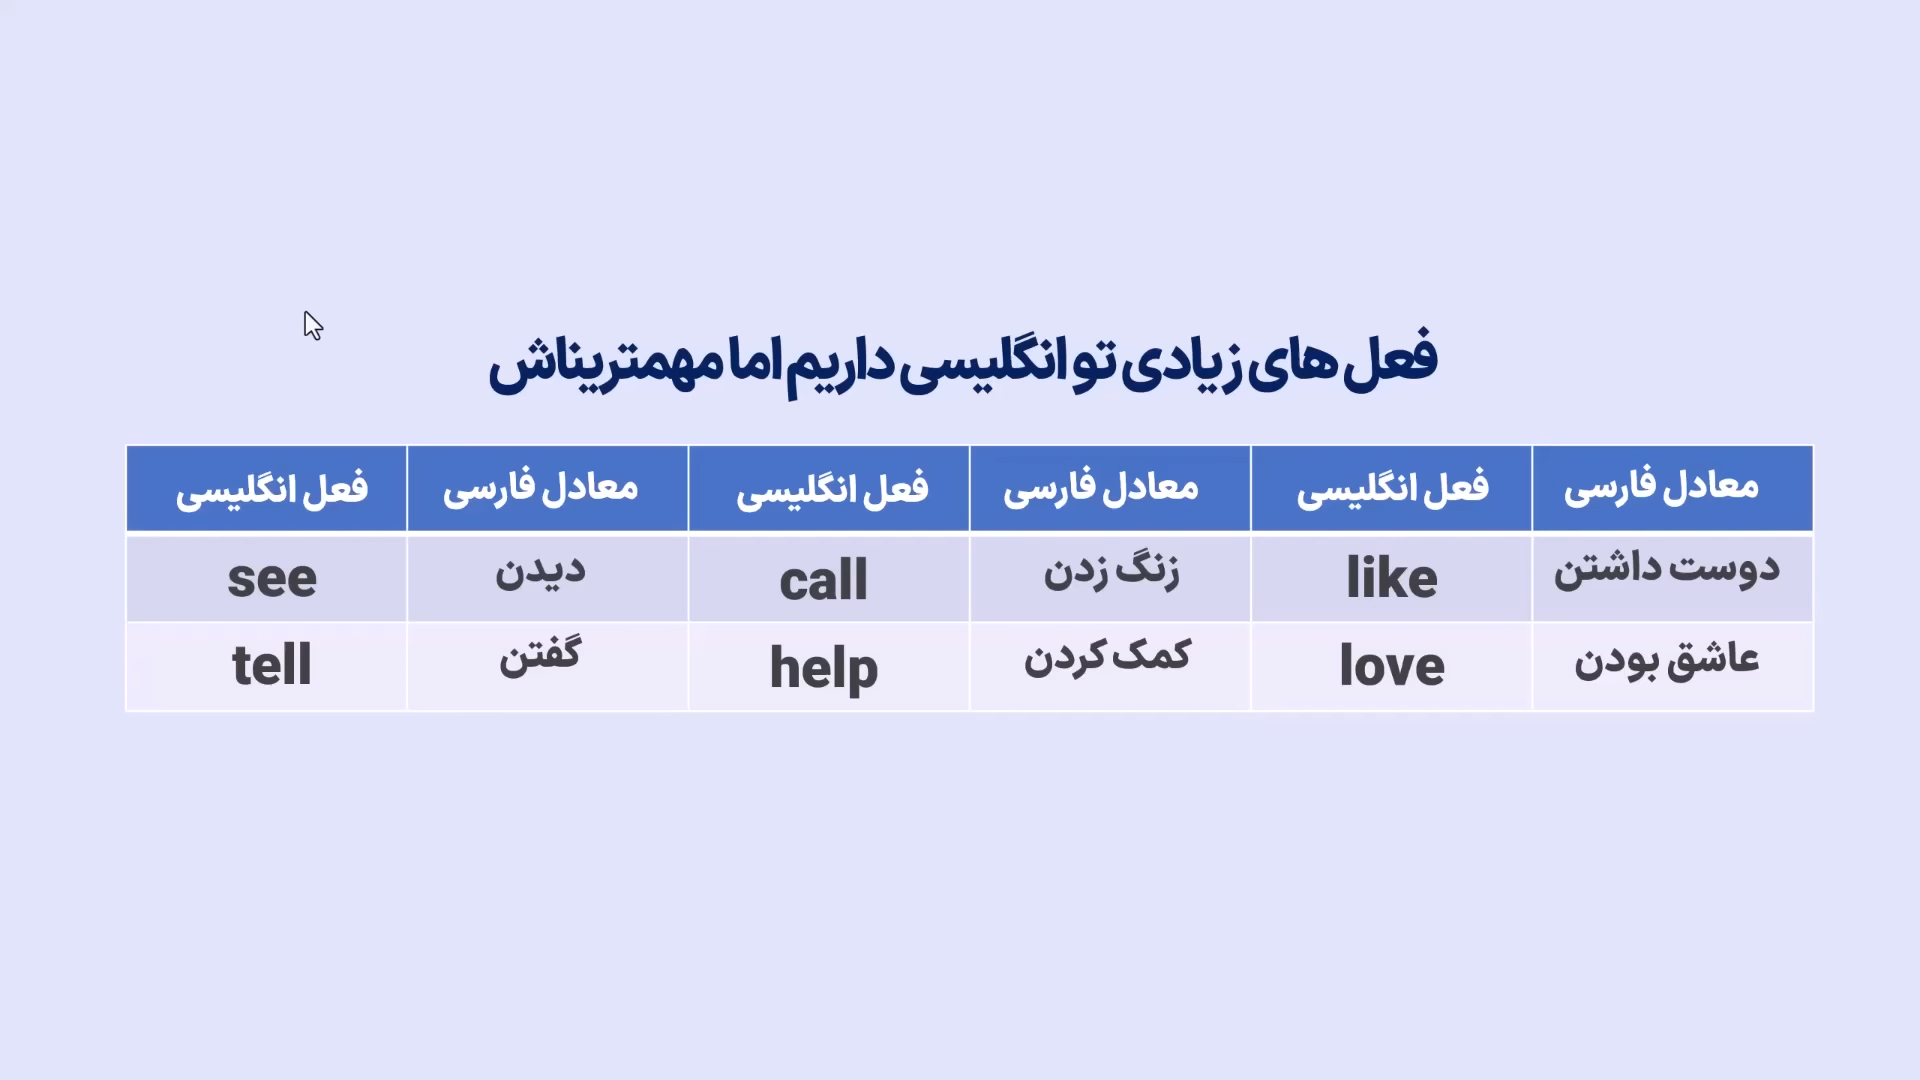 فعل های زیادی تو انگلیسی داریم اما مهمتریناش
فعل انگلیسی معادل فارسی فعل انگلیسی معادل فارسی فعل انگلیسی معادل فارسی
see دیدن call زنگ زدن like دوست داشتن
tell گفتن help کمک کردن love عاشق بودن